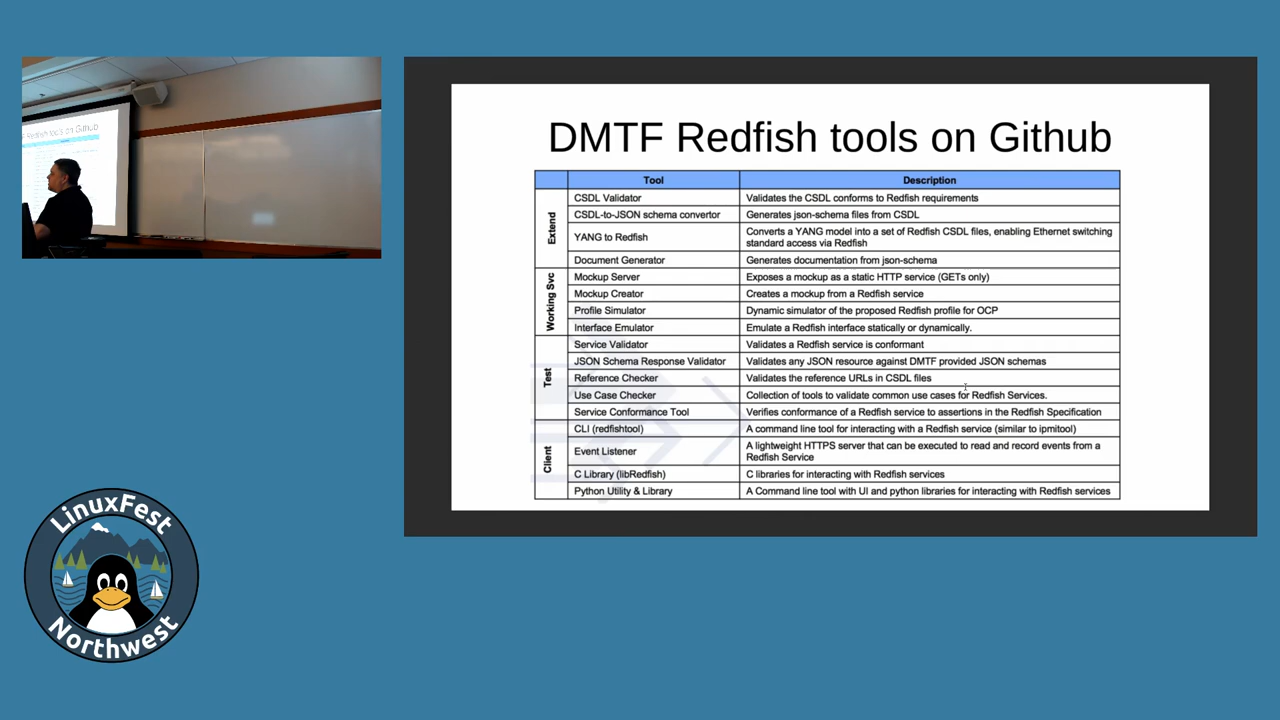 Redfish tools on Github
DMTF Redfish tools on Github
Tool Description
Extend
CSDL Validator Validates the CSDL conforms to Redfish requirements
CSDL-to-JSON schema convertor Generates json-schema files from CSDL
YANG to Redfish Converts a YANG model into a set of Redfish CSDL files, enabling Ethernet switching
standard access via Redfish
Document Generator Generates documentation from json-schema
Working Svc
Mockup Server Exposes a mockup as a static HTTP service (GETs only)
Mockup Creator Creates a mockup from a Redfish service
Profile Simulator Dynamic simulator of the proposed Redfish profile for OCP
Interface Emulator Emulate a Redfish interface statically or dynamically.
Test
Service Validator Validates a Redfish service is conformant
JSON Schema Response Validator Validates any JSON resource against DMTF provided JSON schemas
Reference Checker Validates the reference URLs in CSDL files
Use Case Checker Collection of tools to validate common use cases for Redfish Services.
Service Conformance Tool Verifies conformance of a Redfish service to assertions in the Redfish Specification
Client
CLI (redfishtool) A command line tool for interacting with a Redfish service (similar to ipmitool)
Event Listener A lightweight HTTPS server that can be executed to read and record events from a
Redfish Service
C Library (libRedfish) C libraries for interacting with Redfish services
Python Utility & Library A Command line tool with UI and python libraries for interacting with Redfish services
LinuxFest
Northwest